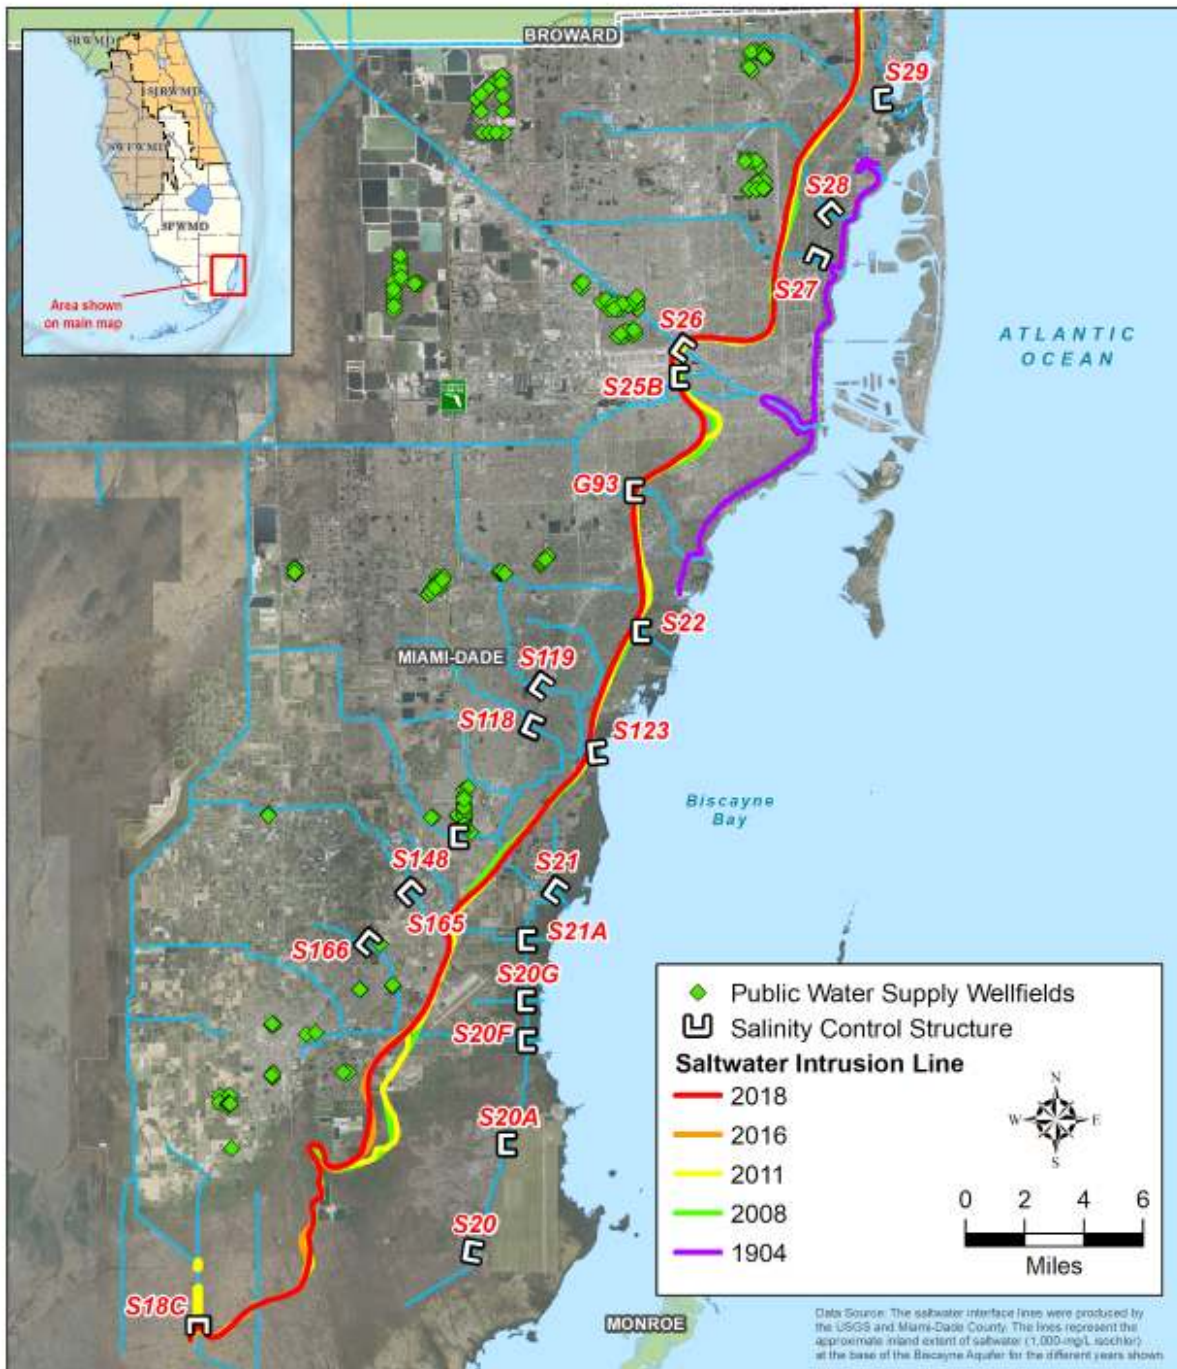 BROWARD
SRWMD
SJRWMD
SWFWMD
SFWMD
Area shown
on main map
S29
S28
S27
S26
S25B
ATLANTIC
OCEAN
G93
S22
MIAMI-DADE
S119
S118
S123
Biscayne
Bay
S148
S21
S165
S166
S21A
S20G
S20F
S20A
S20
S18C
MONROE
Public Water Supply Wellfields
Salinity Control Structure
Saltwater Intrusion Line
2018
2016
2011
2008
1904
N
W E
S
0 2 4 6
Miles
Data Source: The saltwater interface lines were produced by
the USGS and Miami-Dade County. The lines represent the
approximate inland extent of saltwater (1,000-mg/L isochlor)
at the base of the Biscayne Aquifer for the different years shown.